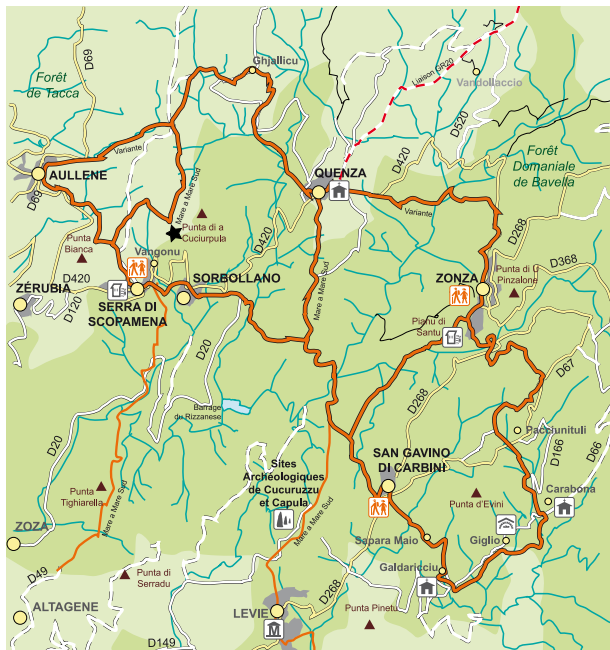 D69
Ghjallicu
Forêt
de Tacca
Liaison GR20
Vandollaccio
D520
Variante
AULLENE
D69
QUENZA
D420
Forêt
Domaniale
de Bavella
Mare a Mare Sud
Variante
Punta di a
Cuciurpula
D268
Punta
Bianca
Vangonu
D420
Mare a Mare Sud
D368
D420
SORBOLLANO
ZONZA
Punta di U
Pinzalone
ZÉRUBIA
D120
SERRA DI
SCOPAMENA
Pianu di
Santu
D20
D67
Barrage
du Rizzanese
D268
D20
Pacciunituli
SAN GAVINO
DI CARBINI
D166
D66
Sites
Archéologiques
de Cucuruzzu
et Capula
Punta
Tighiarella
Mare a Mare Sud
Punta d'Evini
Carabona
ZOZA
Mare a Mare Sud
Sapara Maio
Giglio
D49
Punta di
Serradu
Galdaricciu
ALTAGENE
LEVIE
D268
Punta Pinetu
D149